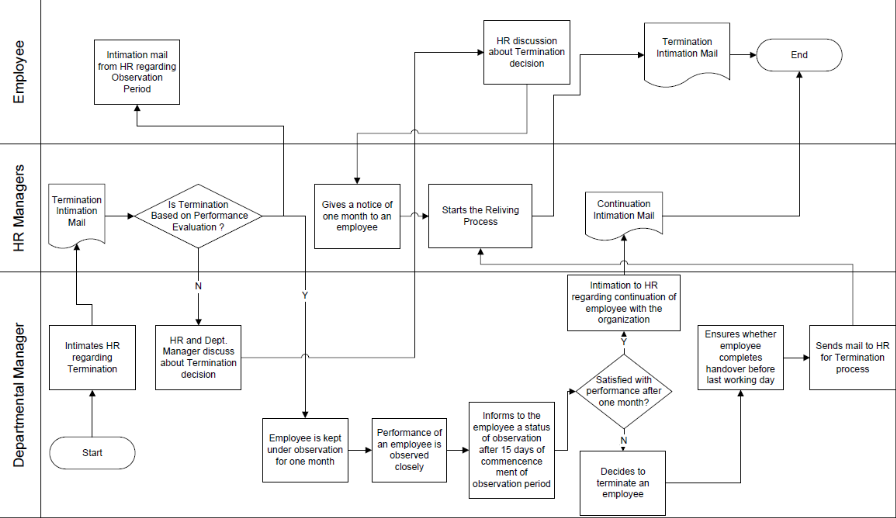 Employee
Intimation mail
from HR regarding
Observation
Period
HR discussion
about Termination
decision
Termination
Intimation Mail
End
HR Managers
Termination
Intimation
Mail
Is Termination
Based on Performance
Evaluation ?
Gives a notice of
one month to an
employee
Starts the Reliving
Process
Continuation
Intimation Mail
N
Y
Departmental Manager
Intimates HR
regarding
Termination
HR and Dept.
Manager discuss
about Termination
decision
Intimation to HR
regarding continuation of
employee with the
organization
Ensures whether
employee
completes
handover before
last working day
Sends mail to HR
for Termination
process
Y
Satisfied with
performance after
one month?
Start
Employee is kept
under observation
for one month
Performance of
an employee is
observed
closely
Informs to the
employee a status
of observation
after 15 days of
commence
ment of
observation period
N
Decides to
terminate an
employee